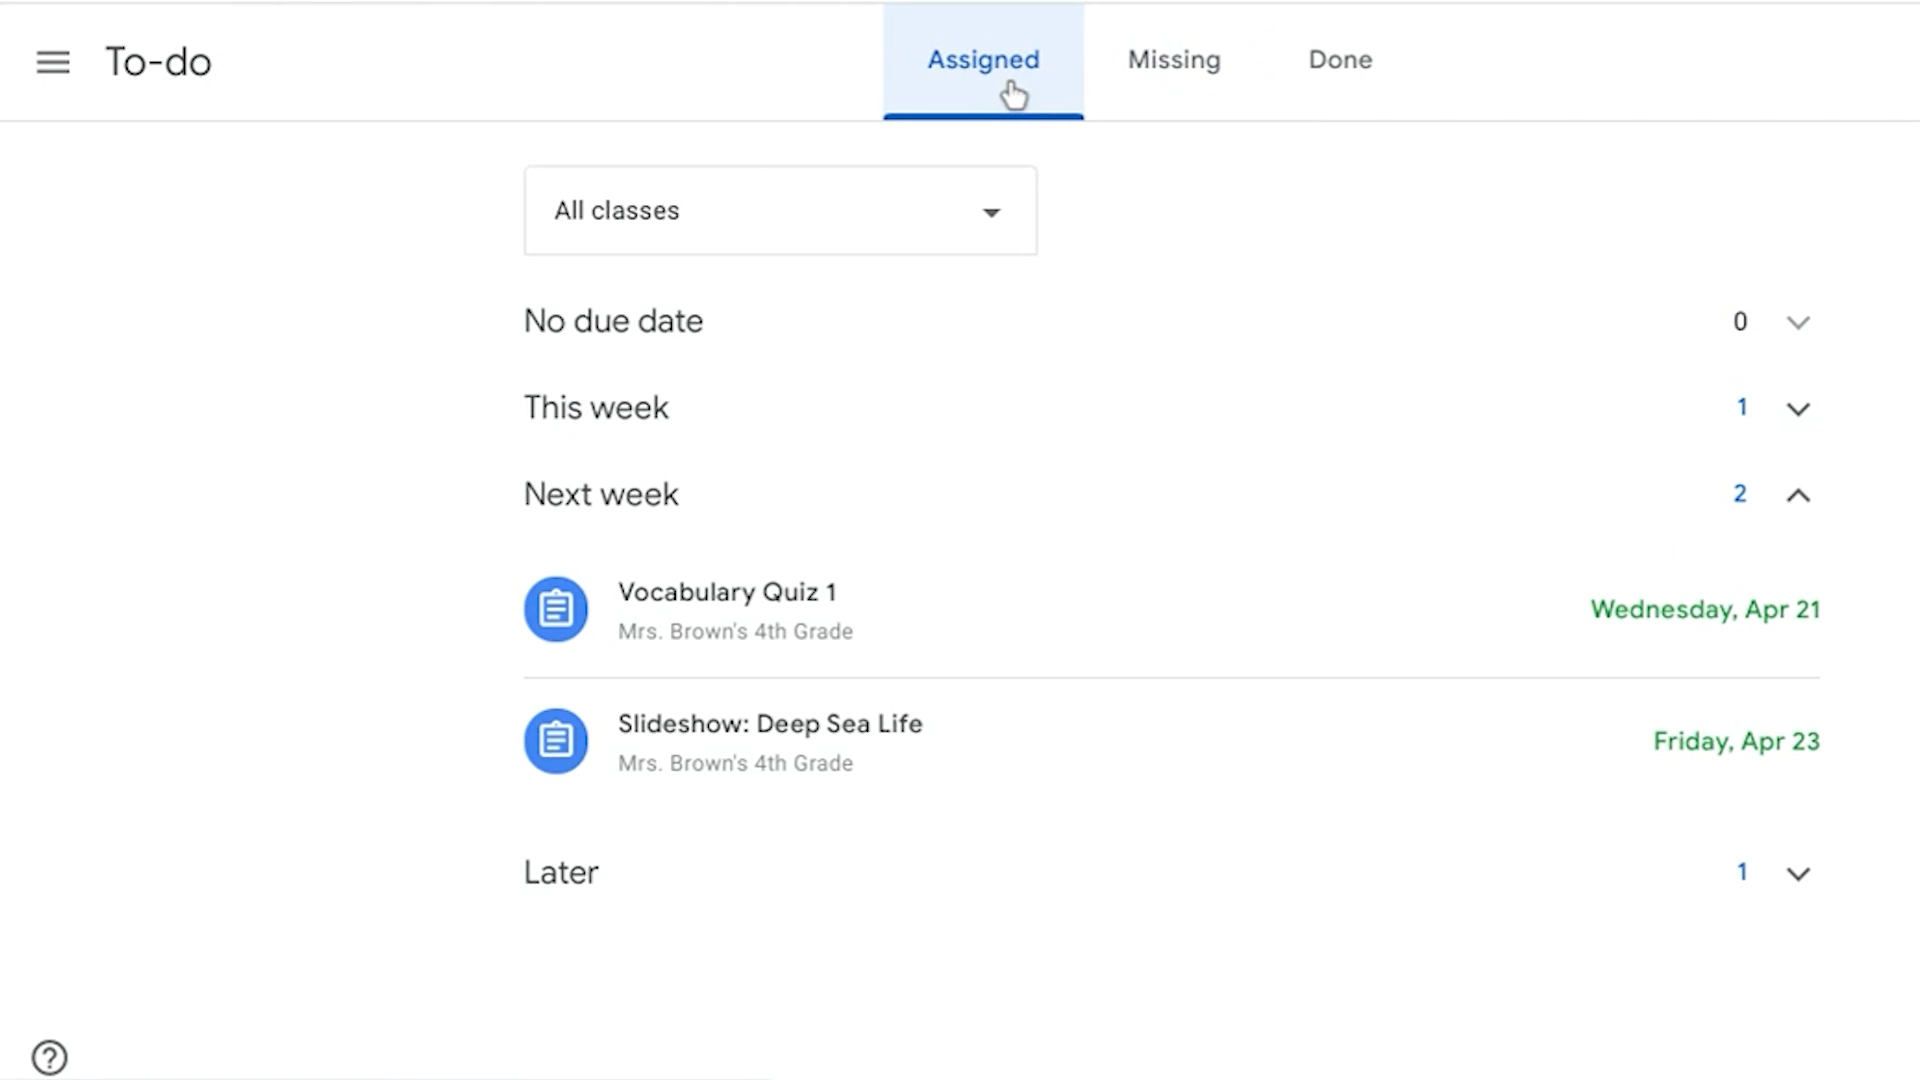 To-do
Assigned
Missing
Done
All classes
No due date
0
This week
1
Next week
2
Vocabulary Quiz 1
Mrs. Brown's 4th Grade
Wednesday, Apr 21
Slideshow: Deep Sea Life
Mrs. Brown's 4th Grade
Friday, Apr 23
Later
1
?